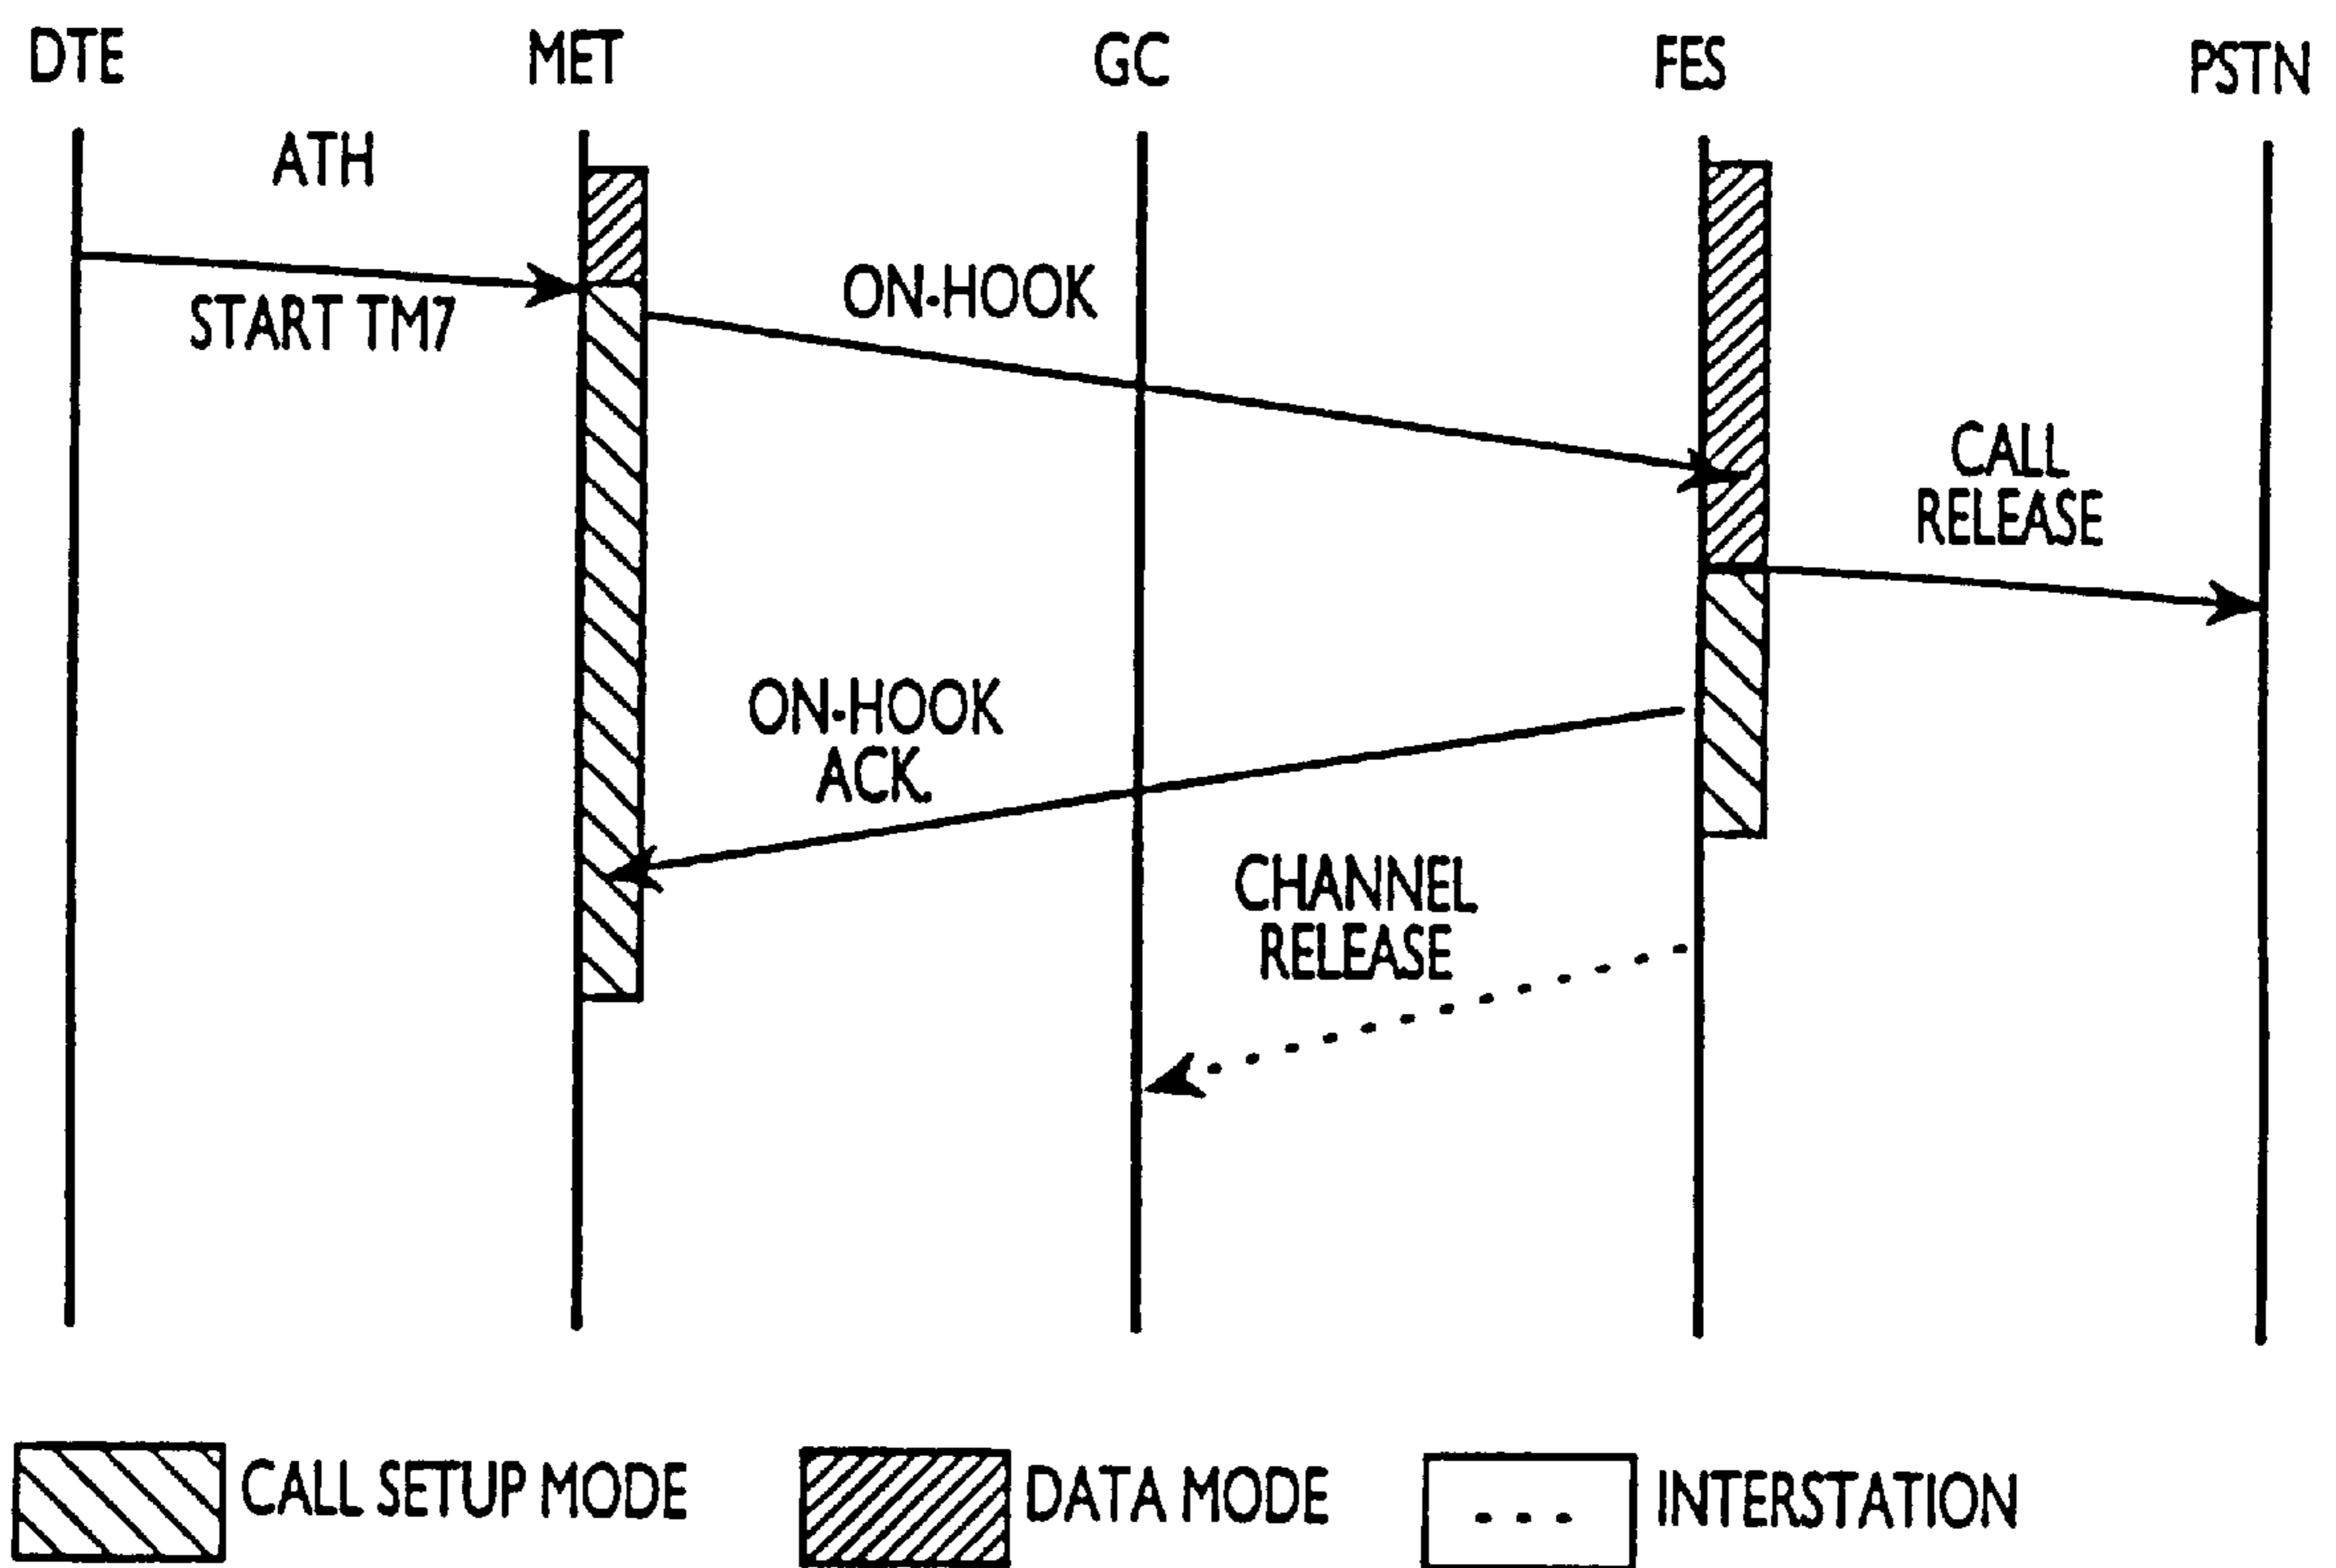 DTE MET GC FES PSTN
ATH
START TM7
ON-HOOK
CALL
RELEASE
ON-HOOK
ACK.
CHANNEL
RELEASE
CALL SETUP MODE DATA MODE INTERSTATION